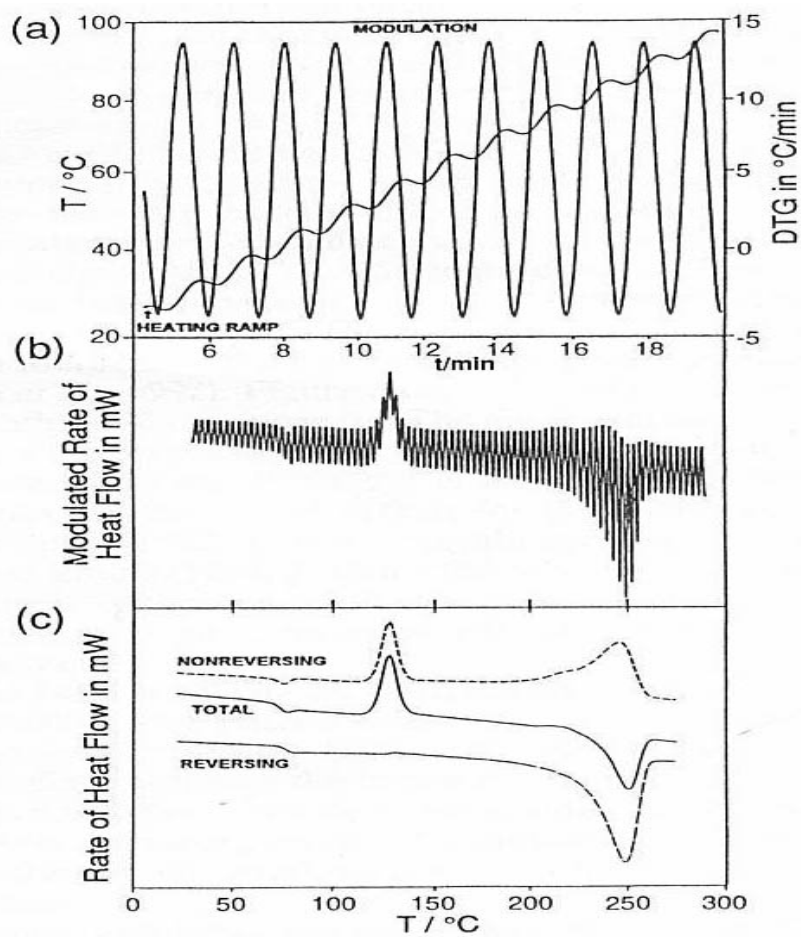 (a)
MODULATION
100
80
60
40
20
T / °C
15
10
5
-0
-5
DTG in °C/min
HEATING RAMP
6 8 10 12 14 16 18
t/min
(b)
Modulated Rate of
Heat Flow in mW
(c)
NONREVERSING
TOTAL
REVERSING
Rate of Heat Flow in mW
0 50 100 150 200 250 300
T / °C